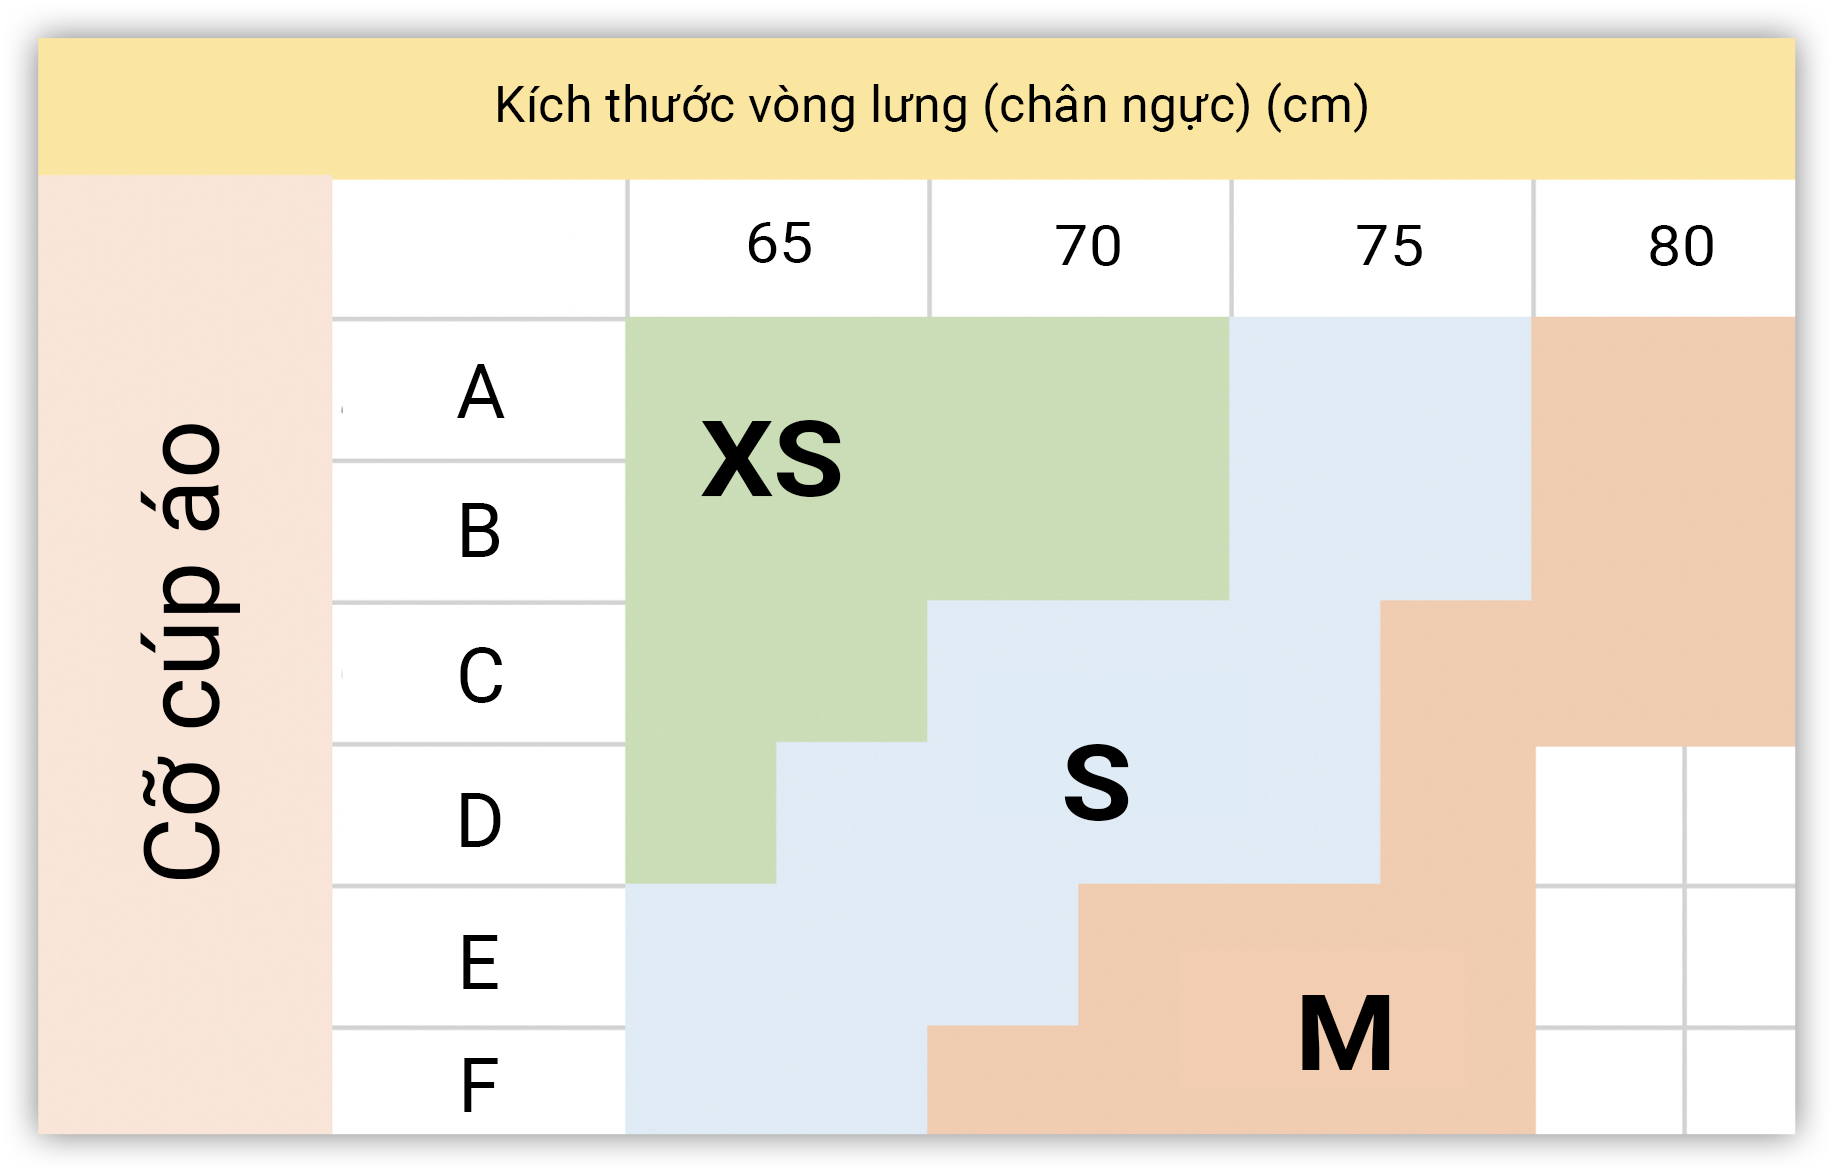 Kích thước vòng lưng (chân ngực) (cm)
Cỡ cúp áo
65 70 75 80
A
XS
B
C
D
S
E
M
F